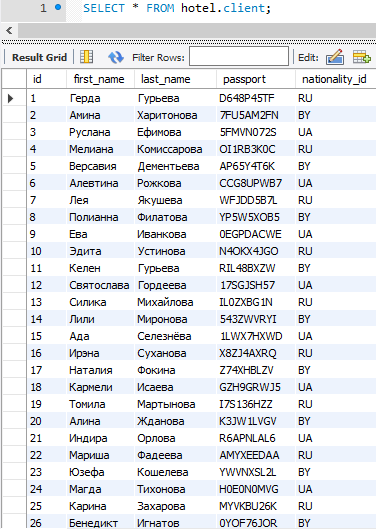 1 SELECT * FROM hotel.client;
Result Grid Filter Rows: Edit:
id first_name last_name passport nationality_id
1 Герда Гурьева D648P45TF RU
2 Амина Харитонова 7FU5AM2FN BY
3 Руслана Ефимова 5FMVN072S UA
4 Мелиана Комиссарова OI1RB3K0C RU
5 Версавия Дементьева AP65Y4T6K BY
6 Алевтина Рожкова CCG8UPWB7 UA
7 Лея Якушева WFJDD5B7L RU
8 Полианна Филатова YP5W5XOB5 BY
9 Ева Иванкова 0EGPDACWE UA
10 Эдита Устинова N4OKX4JGO RU
11 Келен Гурьева RIL48BXZW BY
12 Святослава Гордеева 17SGJSH57 UA
13 Силика Михайлова IL0ZXBG1N RU
14 Лили Миронова 543ZWVRYI BY
15 Ада Селезнёва 1LWX7HXWD UA
16 Ирэна Суханова X8ZJ4AXRQ RU
17 Наталия Фокина Z74XHBLZV BY
18 Кармели Исаева GZH9GRWJ5 UA
19 Томила Мартынова I7S136HZZ RU
20 Алина Жданова K3JW1LVGV BY
21 Индира Орлова R6APNLAL6 UA
22 Мариша Фадеева AMYXEEDAA RU
23 Юзефа Кошелева YWVNXSL2L BY
24 Магда Тихонова H0E0N0MVG UA
25 Карина Захарова MYVKBU26K RU
26 Бенедикт Игнатов 0YOF76JOR BY